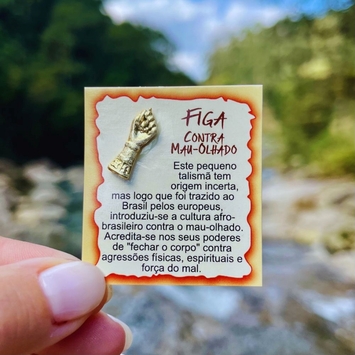 FIGA
CONTRA
MAU-OLHADO
Este pequeno
talismã tem
origem incerta,
mas logo que foi trazido ao
Brasil pelos europeus,
introduziu-se a cultura afro-
brasileiro contra o mau-olhado.
Acredita-se nos seus poderes
de "fechar o corpo" contra
agressões físicas, espirituais e
força do mal.